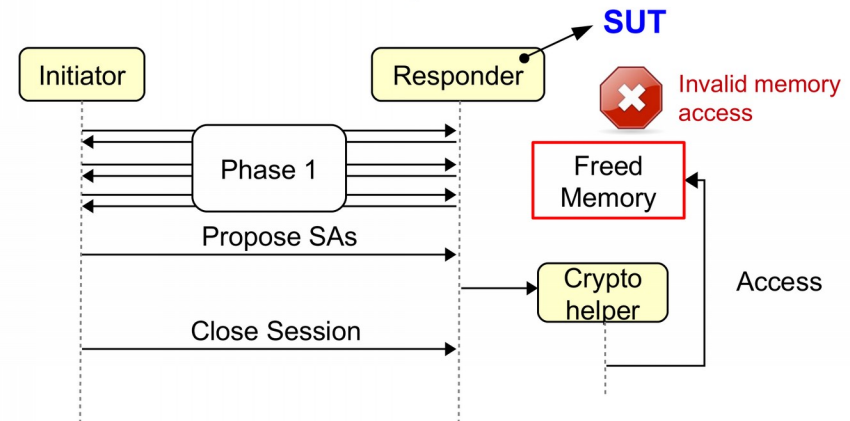 SUT
Initiator
Responder
Invalid memory
access
Phase 1
Freed
Memory
Propose SAs
Crypto
helper
Access
Close Session